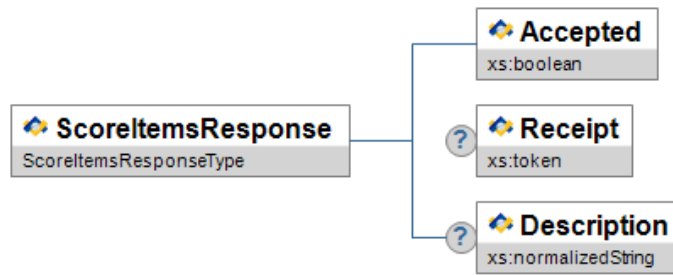 Accepted
xs:boolean
ScoreItemsResponse
ScoreItemsResponseType
?
Receipt
xs:token
?
Description
xs:normalizedString